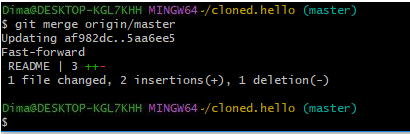 Dima@DESKTOP-KGL7KHH MINGW64 ~/cloned.hello (master)
$ git merge origin/master
Updating af982dc..5aa6ee5
Fast-forward
 README | 3 ++-
 1 file changed, 2 insertions(+), 1 deletion(-)
Dima@DESKTOP-KGL7KHH MINGW64 ~/cloned.hello (master)
$